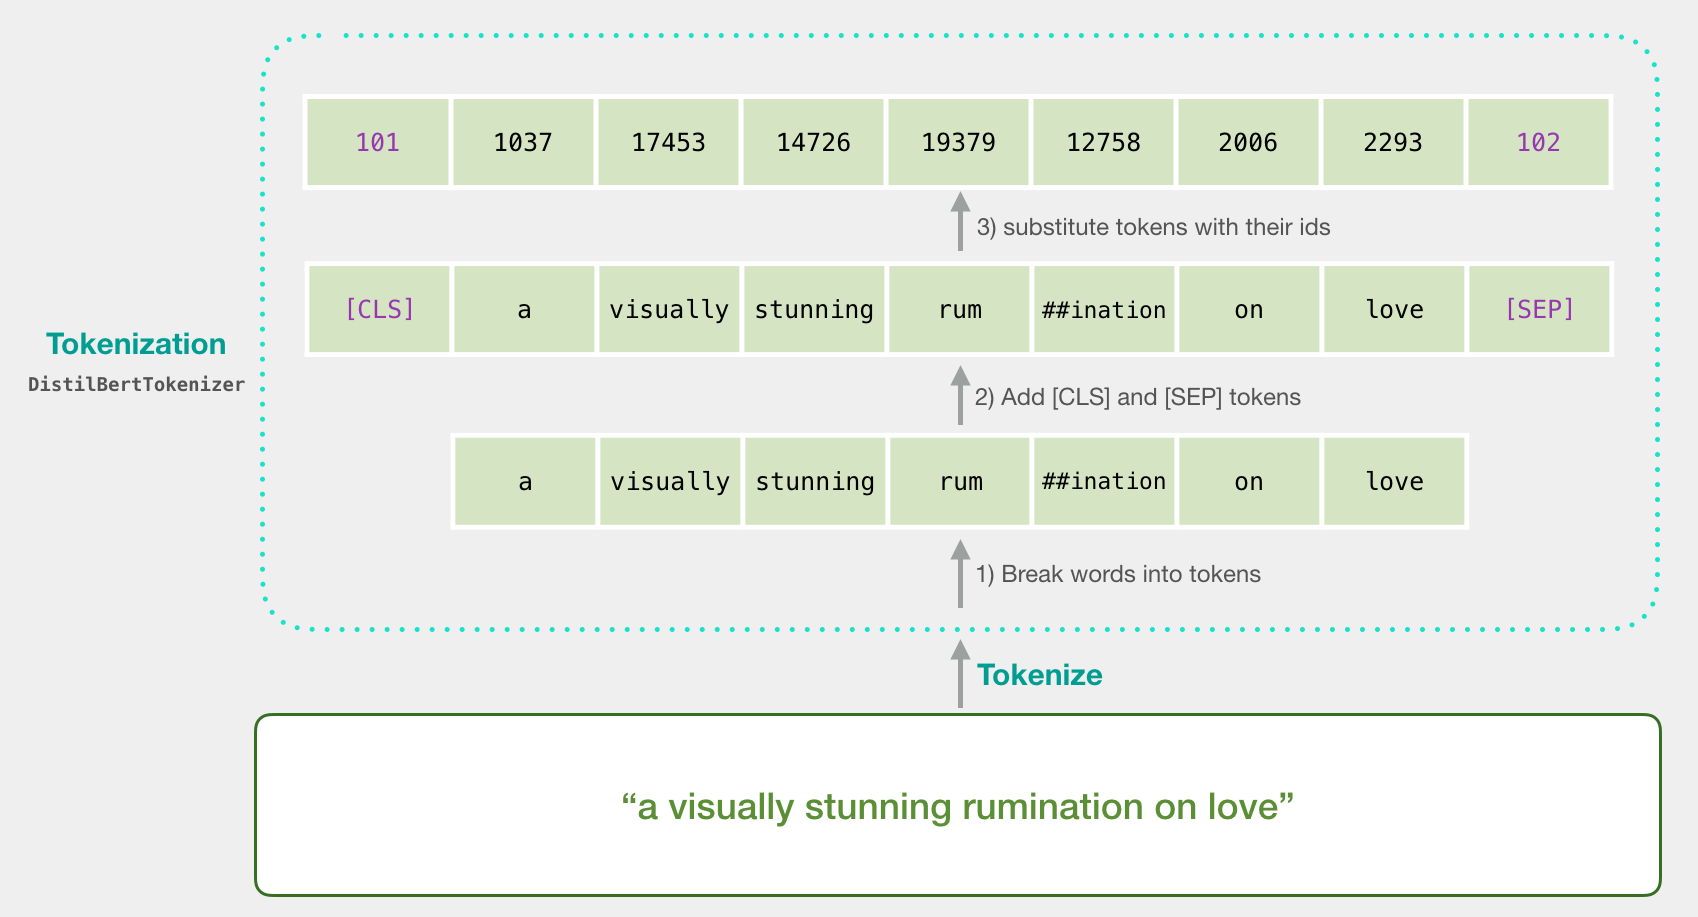 101 1037 17453 14726 19379 12758 2006 2293 102
3) substitute tokens with their ids
[CLS] a visually stunning rum ##ination on love [SEP]
Tokenization
DistilBertTokenizer
2) Add [CLS] and [SEP] tokens
a visually stunning rum ##ination on love
1) Break words into tokens
Tokenize
“a visually stunning rumination on love”